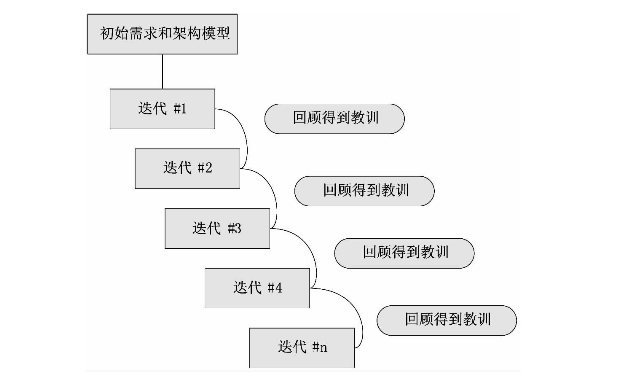 初始需求和架构模型
迭代 #1
回顾得到教训
迭代 #2
回顾得到教训
迭代 #3
回顾得到教训
迭代 #4
回顾得到教训
迭代 #n